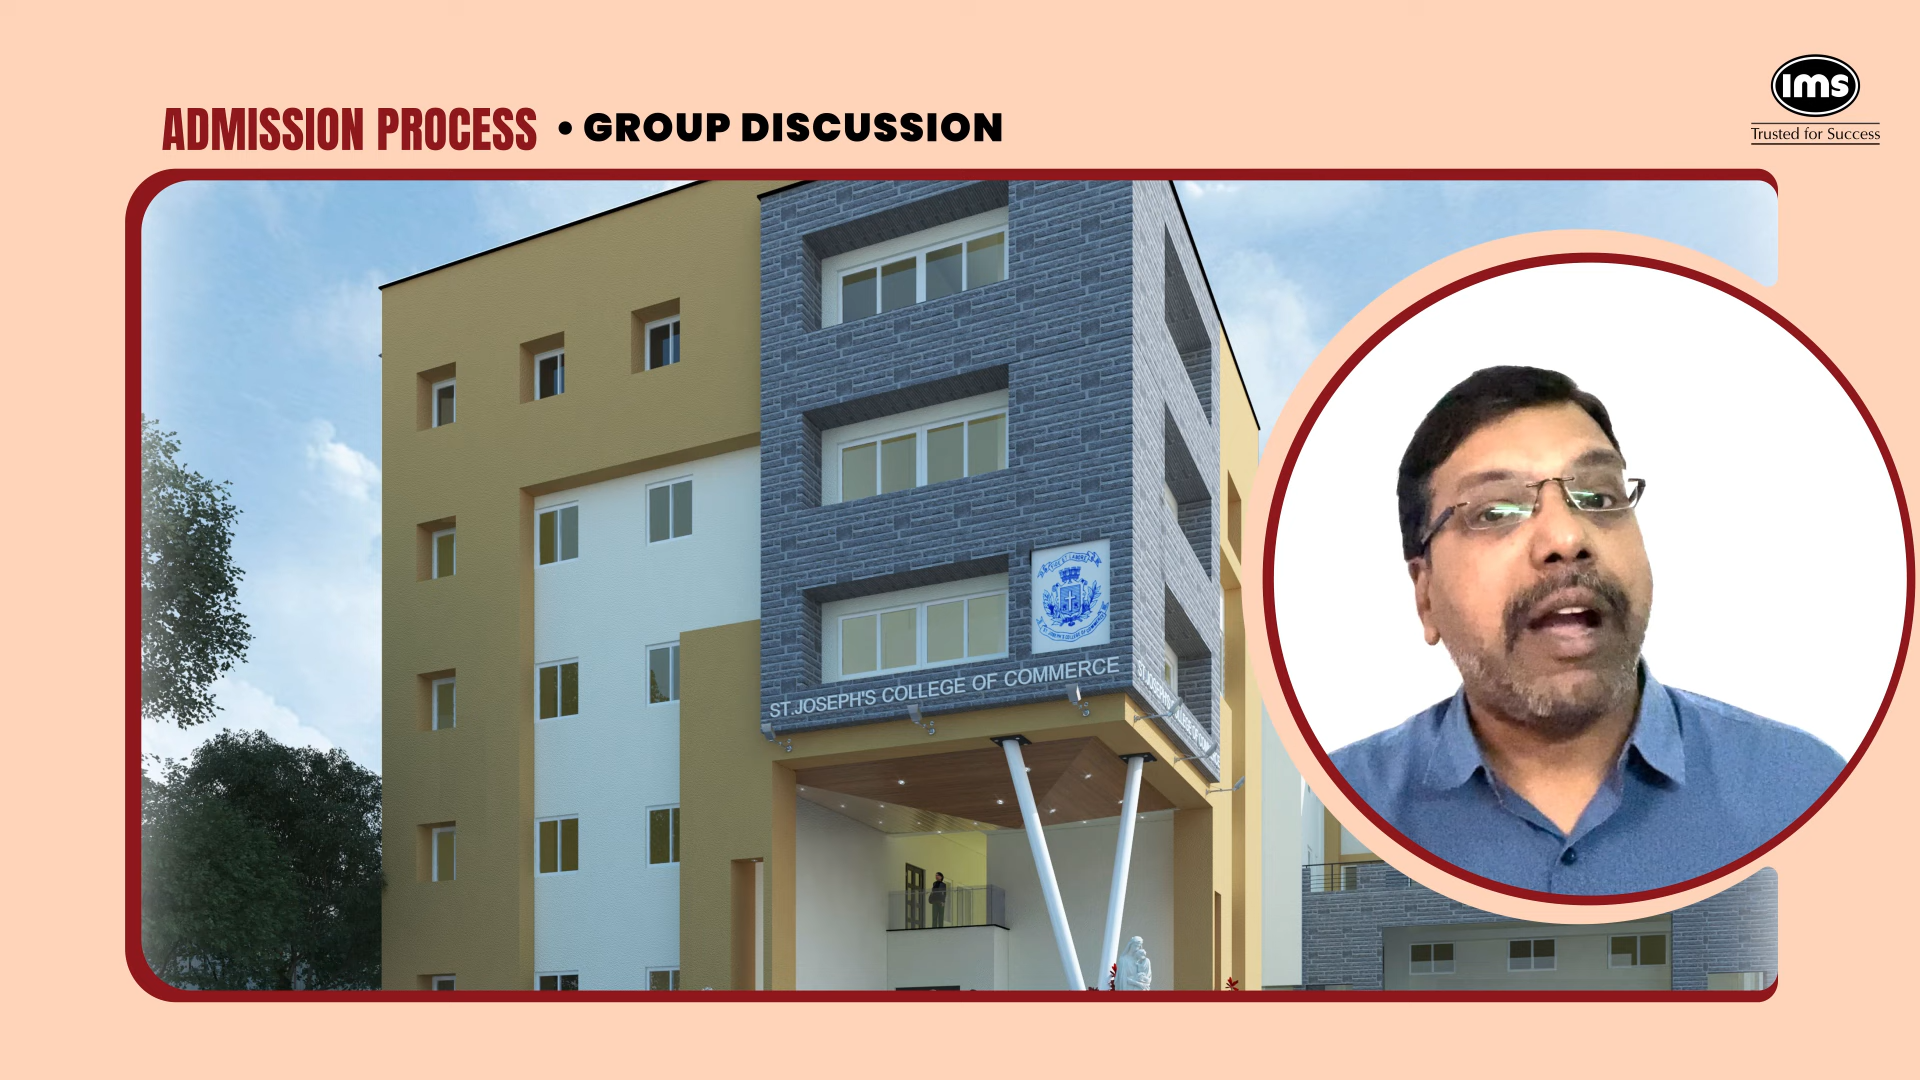 ims
Trusted for Success
ADMISSION PROCESS • GROUP DISCUSSION
ST.JOSEPH'S COLLEGE OF COMMERCE